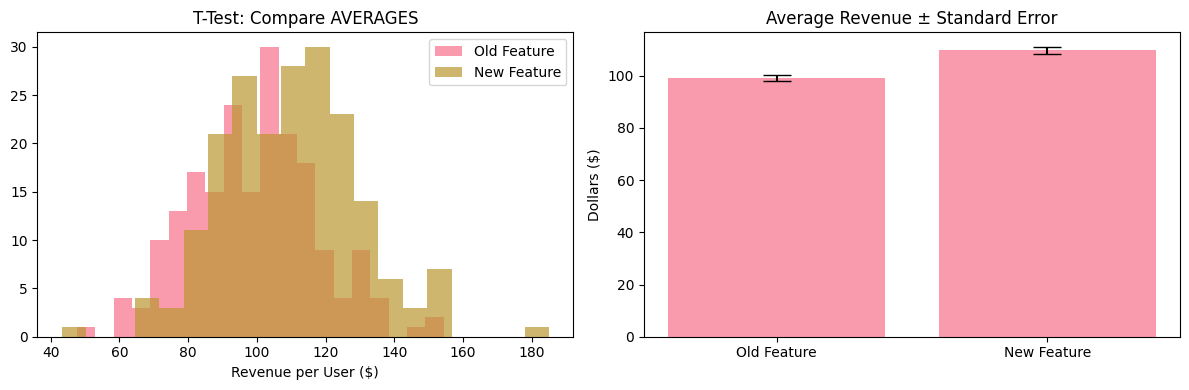 T-Test: Compare AVERAGES
30
25
20
15
10
5
0
Old Feature
New Feature
40 60 80 100 120 140 160 180
Revenue per User ($)
Average Revenue ± Standard Error
Dollars ($)
100
80
60
40
20
0
Old Feature New Feature